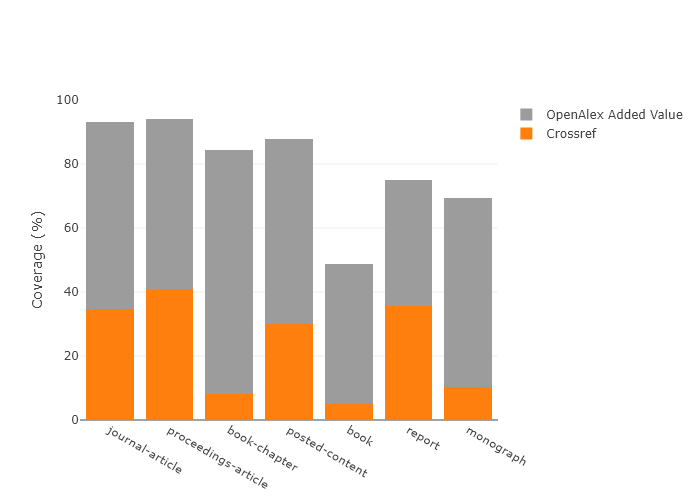 100
80
60
40
20
0
Coverage (%)
journal-article
proceedings-article
book-chapter
posted-content
book
report
monograph
OpenAlex Added Value
Crossref